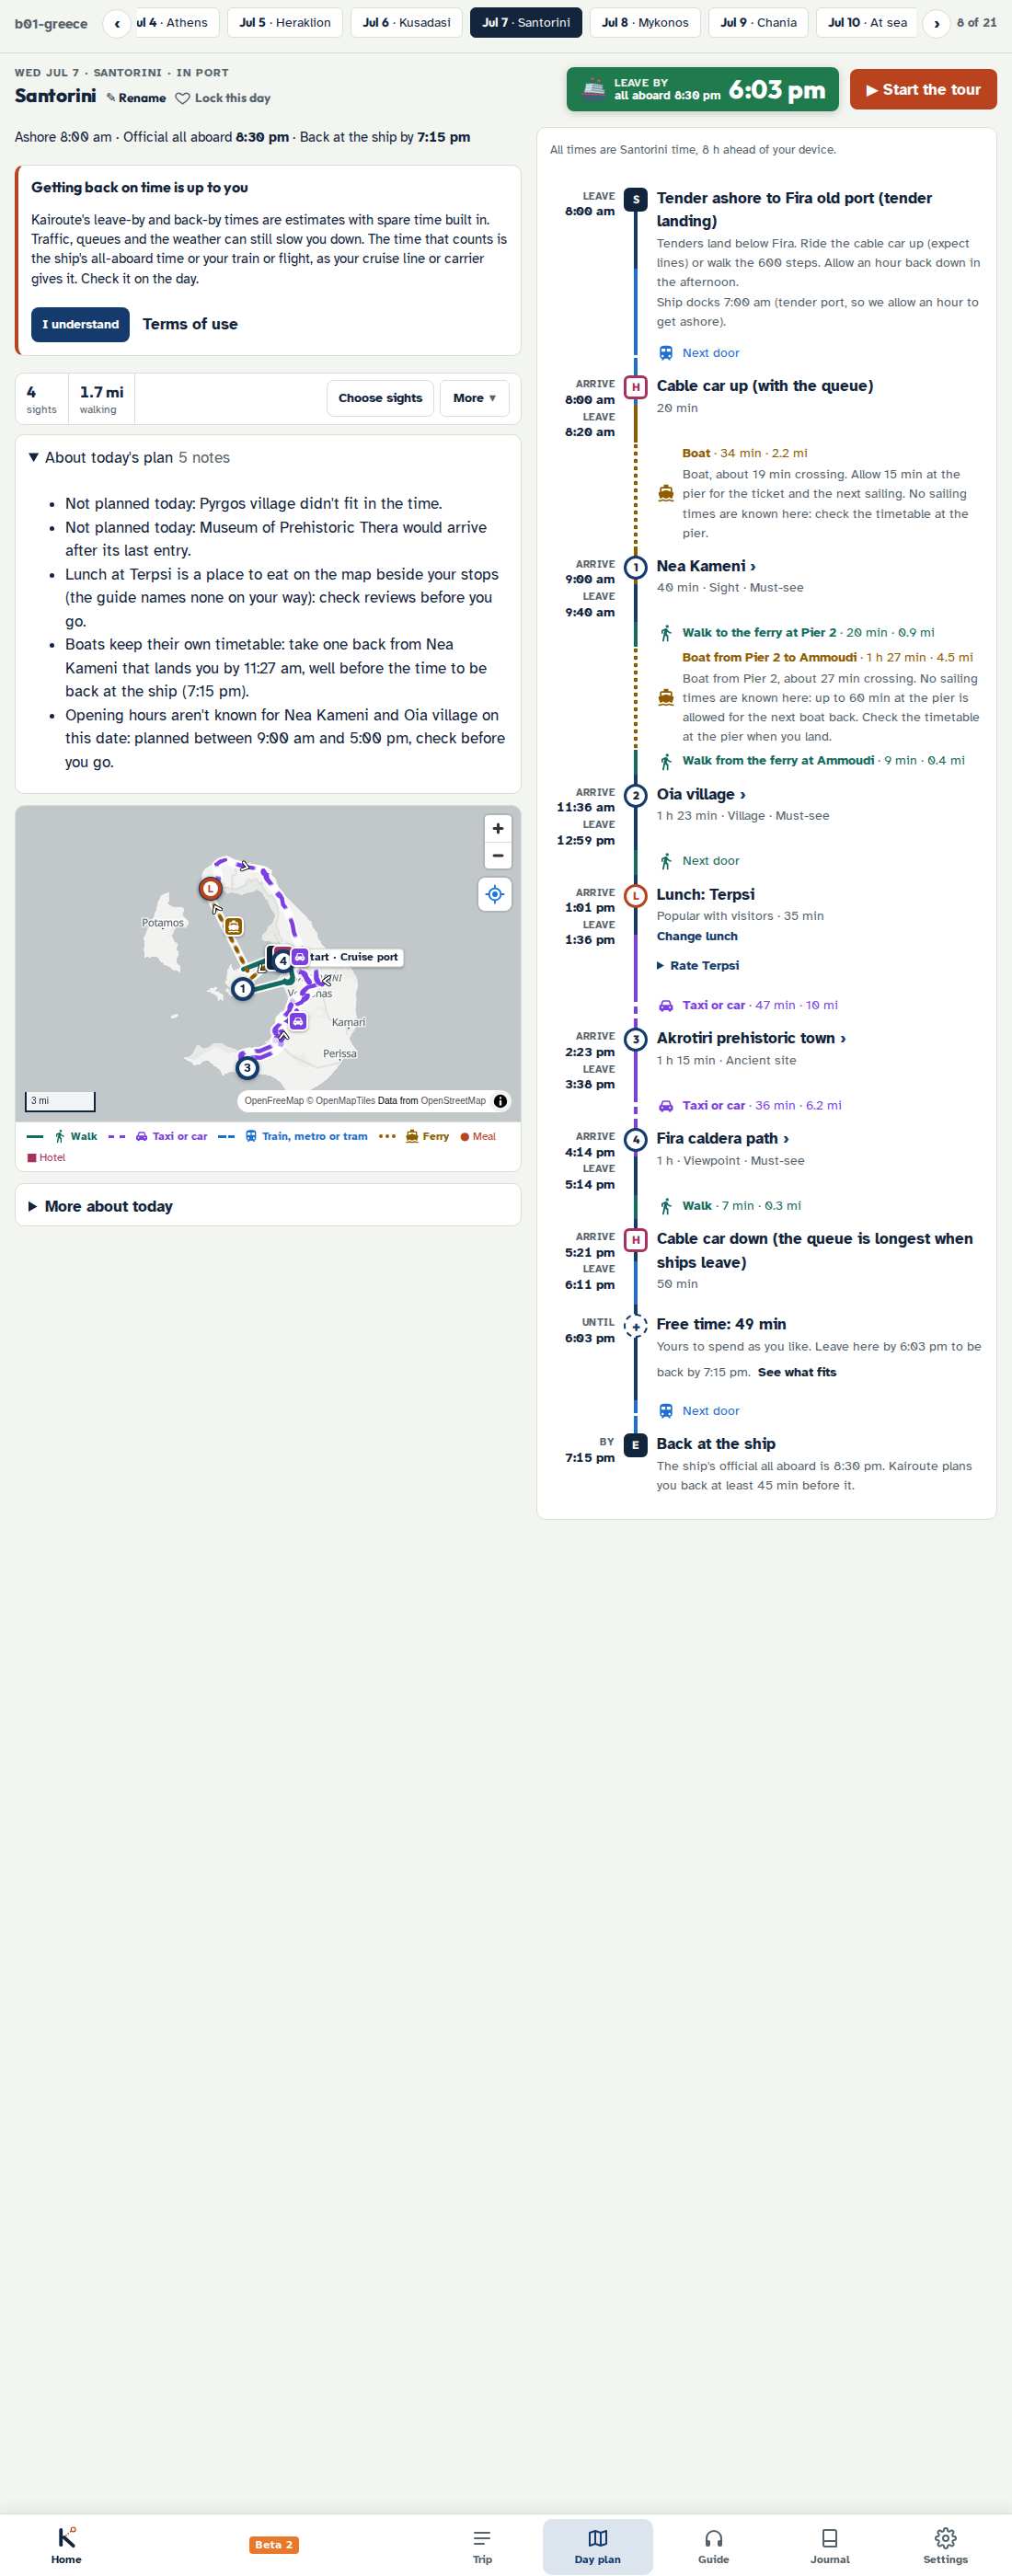 b01-greece
‹
ul 4 · Athens
Jul 5 · Heraklion
Jul 6 · Kusadasi
Jul 7 · Santorini
Jul 8 · Mykonos
Jul 9 · Chania
Jul 10 · At sea
›
8 of 21
WED JUL 7 · SANTORINI · IN PORT
Santorini ✎ Rename Lock this day
LEAVE BY
all aboard 8:30 pm
6:03 pm
▶ Start the tour
Ashore 8:00 am · Official all aboard 8:30 pm · Back at the ship by 7:15 pm
Getting back on time is up to you
Kairoute's leave-by and back-by times are estimates with spare time built in.
Traffic, queues and the weather can still slow you down. The time that counts is
the ship's all-aboard time or your train or flight, as your cruise line or carrier
gives it. Check it on the day.
I understand
Terms of use
4
sights
1.7 mi
walking
Choose sights
More ▼
▼ About today's plan 5 notes
• Not planned today: Pyrgos village didn't fit in the time.
• Not planned today: Museum of Prehistoric Thera would arrive
after its last entry.
• Lunch at Terpsi is a place to eat on the map beside your stops
(the guide names none on your way): check reviews before you
go.
• Boats keep their own timetable: take one back from Nea
Kameni that lands you by 11:27 am, well before the time to be
back at the ship (7:15 pm).
• Opening hours aren't known for Nea Kameni and Oia village on
this date: planned between 9:00 am and 5:00 pm, check before
you go.
+
−
L
Potamos
4
tart · Cruise port
1
Kamari
Perissa
3
3 mi
OpenFreeMap © OpenMapTiles Data from OpenStreetMap
Walk
Taxi or car
Train, metro or tram
Ferry
Meal
Hotel
▶ More about today
All times are Santorini time, 8 h ahead of your device.
LEAVE
8:00 am
S
Tender ashore to Fira old port (tender
landing)
Tenders land below Fira. Ride the cable car up (expect
lines) or walk the 600 steps. Allow an hour back down in
the afternoon.
Ship docks 7:00 am (tender port, so we allow an hour to
get ashore).
Next door
ARRIVE
8:00 am
LEAVE
8:20 am
H
Cable car up (with the queue)
20 min
Boat · 34 min · 2.2 mi
Boat, about 19 min crossing. Allow 15 min at the
pier for the ticket and the next sailing. No sailing
times are known here: check the timetable at the
pier.
ARRIVE
9:00 am
LEAVE
9:40 am
1
Nea Kameni ›
40 min · Sight · Must-see
Walk to the ferry at Pier 2 · 20 min · 0.9 mi
Boat from Pier 2 to Ammoudi · 1 h 27 min · 4.5 mi
Boat from Pier 2, about 27 min crossing. No sailing
times are known here: up to 60 min at the pier is
allowed for the next boat back. Check the timetable
at the pier when you land.
Walk from the ferry at Ammoudi · 9 min · 0.4 mi
ARRIVE
11:36 am
LEAVE
12:59 pm
2
Oia village ›
1 h 23 min · Village · Must-see
Next door
ARRIVE
1:01 pm
LEAVE
1:36 pm
L
Lunch: Terpsi
Popular with visitors · 35 min
Change lunch
▶ Rate Terpsi
Taxi or car · 47 min · 10 mi
ARRIVE
2:23 pm
LEAVE
3:38 pm
3
Akrotiri prehistoric town ›
1 h 15 min · Ancient site
Taxi or car · 36 min · 6.2 mi
ARRIVE
4:14 pm
LEAVE
5:14 pm
4
Fira caldera path ›
1 h · Viewpoint · Must-see
Walk · 7 min · 0.3 mi
ARRIVE
5:21 pm
LEAVE
6:11 pm
H
Cable car down (the queue is longest when
ships leave)
50 min
UNTIL
6:03 pm
+
Free time: 49 min
Yours to spend as you like. Leave here by 6:03 pm to be
back by 7:15 pm. See what fits
Next door
BY
7:15 pm
E
Back at the ship
The ship's official all aboard is 8:30 pm. Kairoute plans
you back at least 45 min before it.
Home
Beta 2
Trip
Day plan
Guide
Journal
Settings